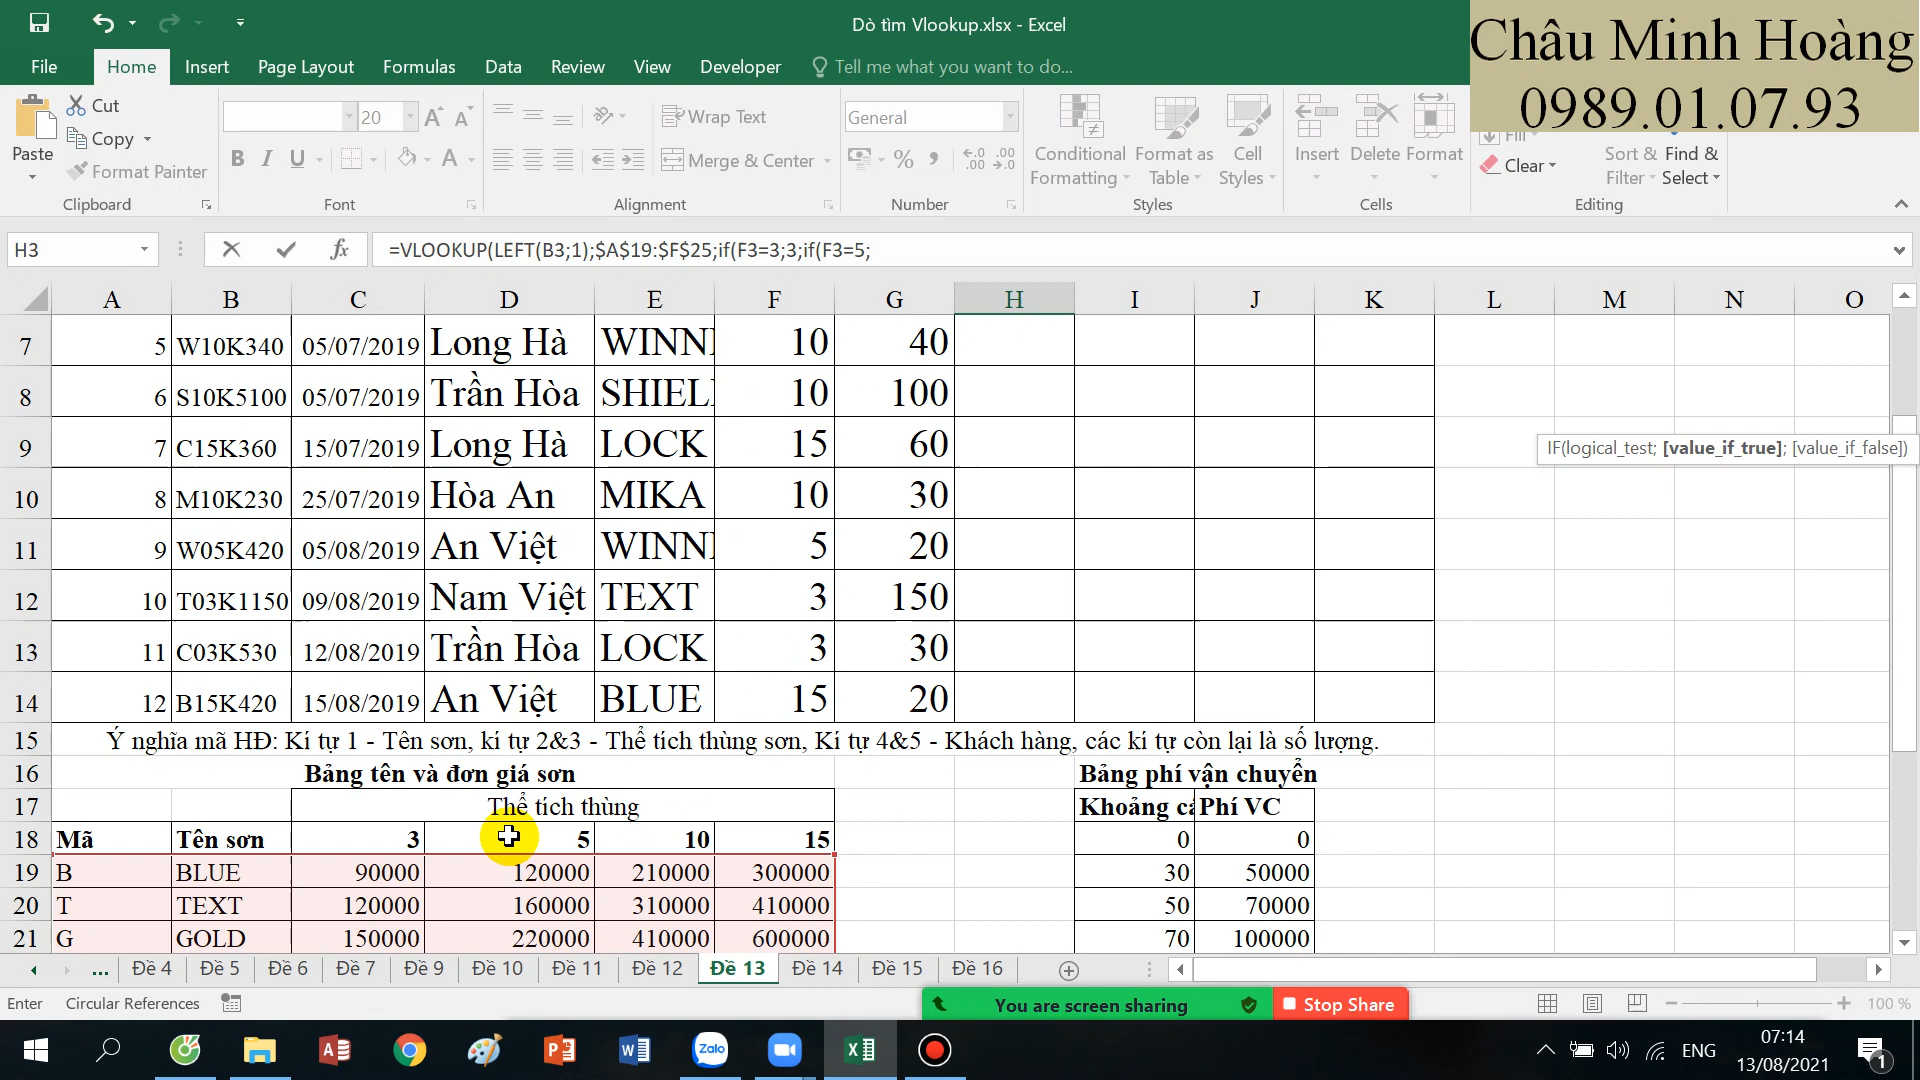 Dò tìm Vlookup.xlsx - Excel
Châu Minh Hoàng
0989.01.07.93
File Home Insert Page Layout Formulas Data Review View Developer Tell me what you want to do...
Paste
Cut
Copy
Format Painter
Clipboard
20
B I U
Font
Wrap Text
Merge & Center
Alignment
General
Number
Conditional Formatting
Format as Table
Cell Styles
Styles
Insert Delete Format
Cells
Fill
Clear
Sort & Filter
Find & Select
Editing
H3 =VLOOKUP(LEFT(B3;1);$A$19:$F$25;if(F3=3;3;if(F3=5;
A B C D E F G H I J K L M N O
7 5 W10K340 05/07/2019 Long Hà WINN 10 40
8 6 S10K5100 05/07/2019 Trần Hòa SHIEL 10 100
9 7 C15K360 15/07/2019 Long Hà LOCK 15 60
IF(logical_test; [value_if_true]; [value_if_false])
10 8 M10K230 25/07/2019 Hòa An MIKA 10 30
11 9 W05K420 05/08/2019 An Việt WINN 5 20
12 10 T03K1150 09/08/2019 Nam Việt TEXT 3 150
13 11 C03K530 12/08/2019 Trần Hòa LOCK 3 30
14 12 B15K420 15/08/2019 An Việt BLUE 15 20
15 Ý nghĩa mã HĐ: Kí tự 1 - Tên sơn, kí tự 2&3 - Thể tích thùng sơn, Kí tự 4&5 - Khách hàng, các kí tự còn lại là số lượng.
16 Bảng tên và đơn giá sơn Bảng phí vận chuyển
17 Thể tích thùng Khoảng cá Phí VC
18 Mã Tên sơn 3 5 10 15 0 0
19 B BLUE 90000 120000 210000 300000 30 50000
20 T TEXT 120000 160000 310000 410000 50 70000
21 G GOLD 150000 220000 410000 600000 70 100000
... Đề 4 Đề 5 Đề 6 Đề 7 Đề 9 Đề 10 Đề 11 Đề 12 Đề 13 Đề 14 Đề 15 Đề 16
Enter Circular References
You are screen sharing Stop Share
100 %
Zalo
ENG
07:14
13/08/2021
1